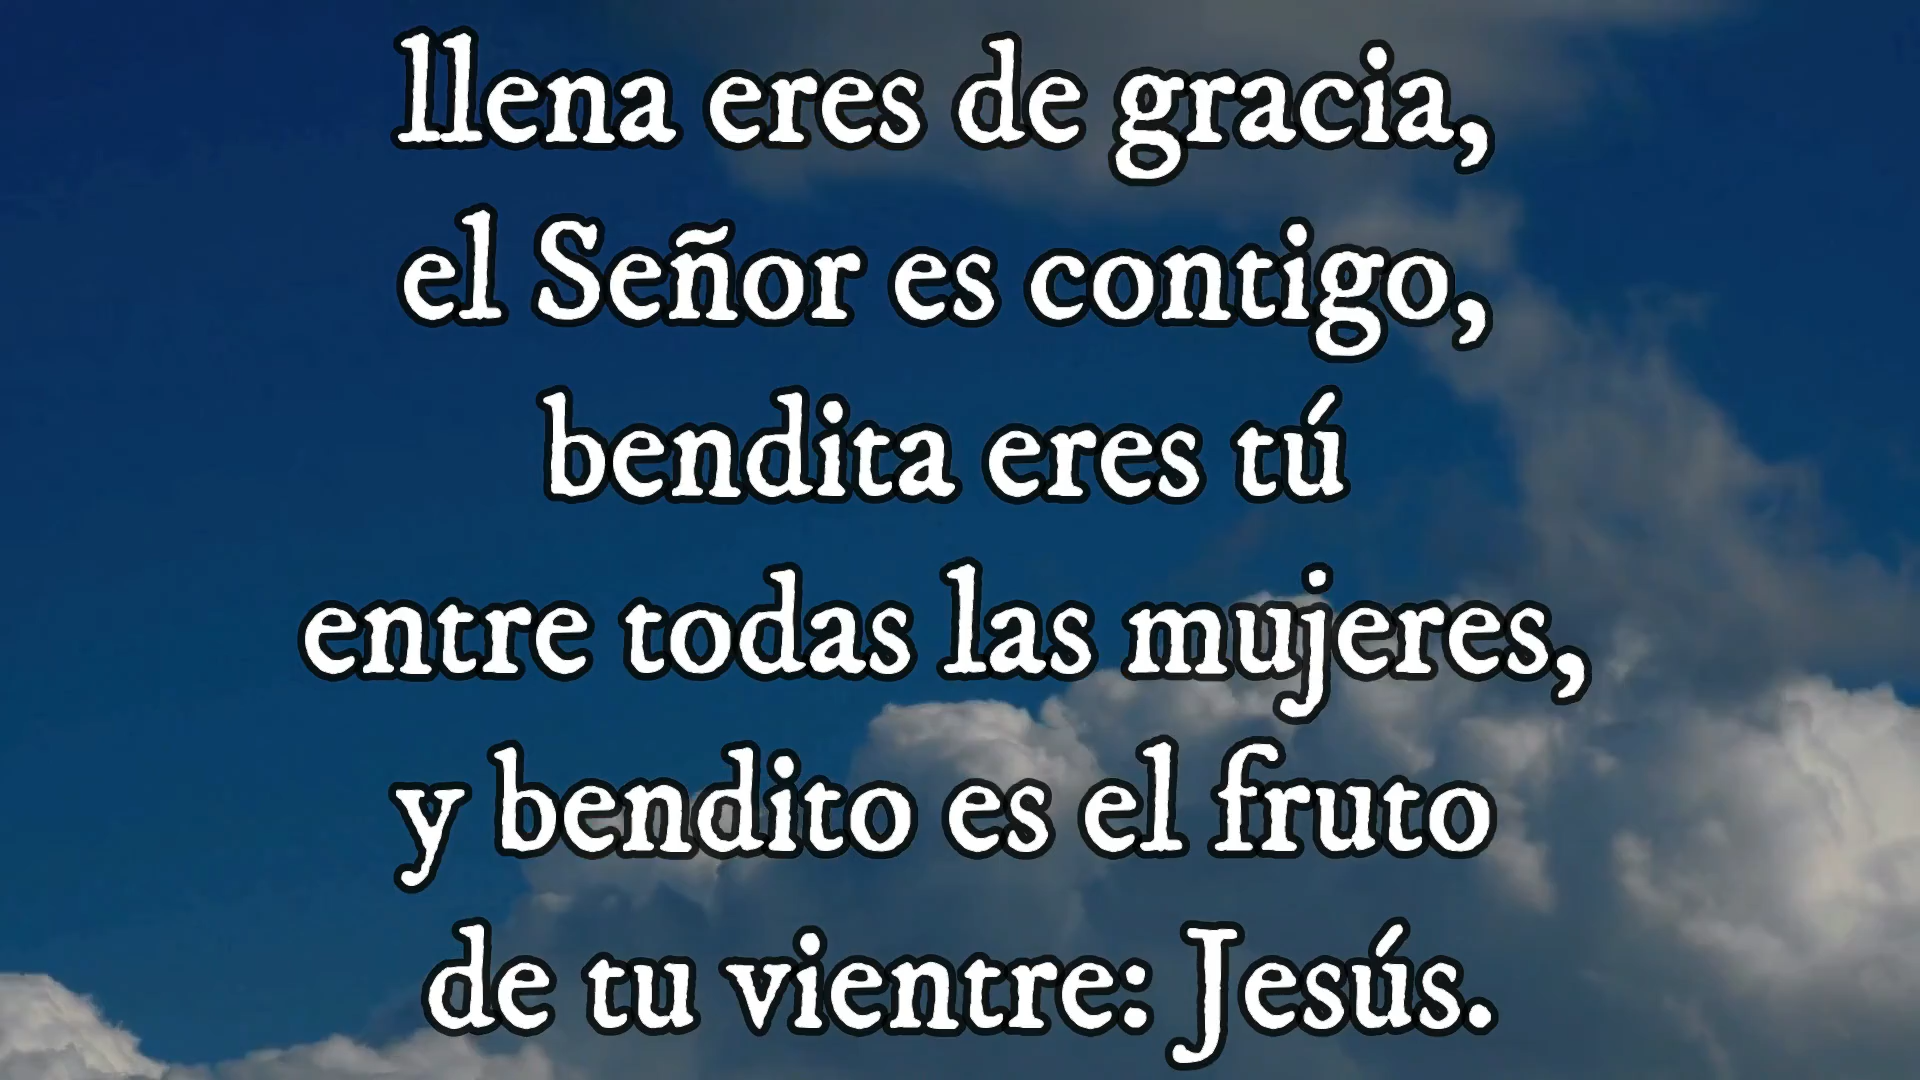 llena eres de gracia,
el Señor es contigo,
bendita eres tú
entre todas las mujeres,
y bendito es el fruto
de tu vientre: Jesús.